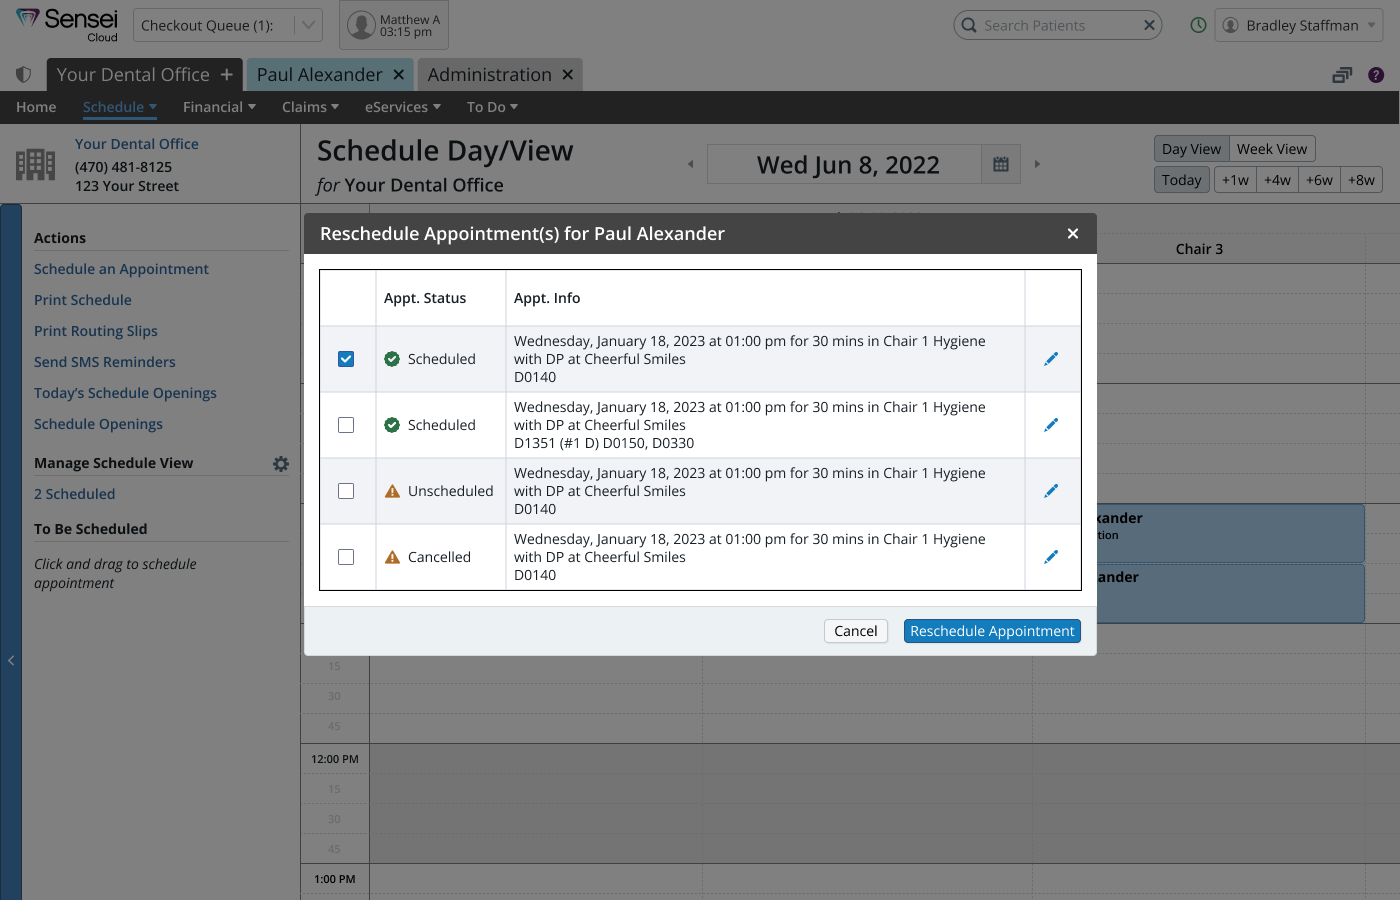 Sensei
Cloud
Checkout Queue (1):
Matthew A
03:15 pm
Search Patients
Bradley Staffman
Your Dental Office +
Paul Alexander
Administration
?
Home
Schedule
Financial
Claims
eServices
To Do
Your Dental Office
(470) 481-8125
123 Your Street
Schedule Day/View
for Your Dental Office
Wed Jun 8, 2022
Day View
Week View
Today
+1w
+4w
+6w
+8w
Actions
Schedule an Appointment
Print Schedule
Print Routing Slips
Send SMS Reminders
Today's Schedule Openings
Schedule Openings
Manage Schedule View
2 Scheduled
To Be Scheduled
Click and drag to schedule
appointment
Chair 3
Reschedule Appointment(s) for Paul Alexander
Appt. Status
Appt. Info
Scheduled
Wednesday, January 18, 2023 at 01:00 pm for 30 mins in Chair 1 Hygiene
with DP at Cheerful Smiles
D0140
Scheduled
Wednesday, January 18, 2023 at 01:00 pm for 30 mins in Chair 1 Hygiene
with DP at Cheerful Smiles
D1351 (#1 D) D0150, D0330
Unscheduled
Wednesday, January 18, 2023 at 01:00 pm for 30 mins in Chair 1 Hygiene
with DP at Cheerful Smiles
D0140
Cancelled
Wednesday, January 18, 2023 at 01:00 pm for 30 mins in Chair 1 Hygiene
with DP at Cheerful Smiles
D0140
Cancel
Reschedule Appointment
xander
tion
ander
15
30
45
12:00 PM
15
30
45
1:00 PM